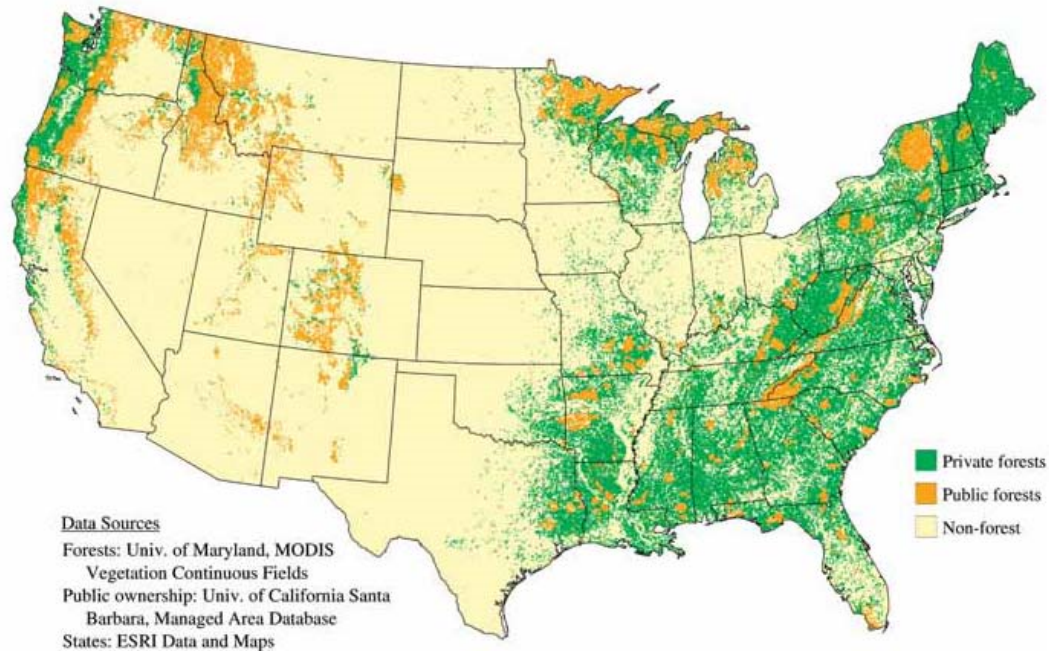 Private forests
Public forests
Non-forest
Data Sources
Forests: Univ. of Maryland, MODIS
Vegetation Continuous Fields
Public ownership: Univ. of California Santa
Barbara, Managed Area Database
States: ESRI Data and Maps